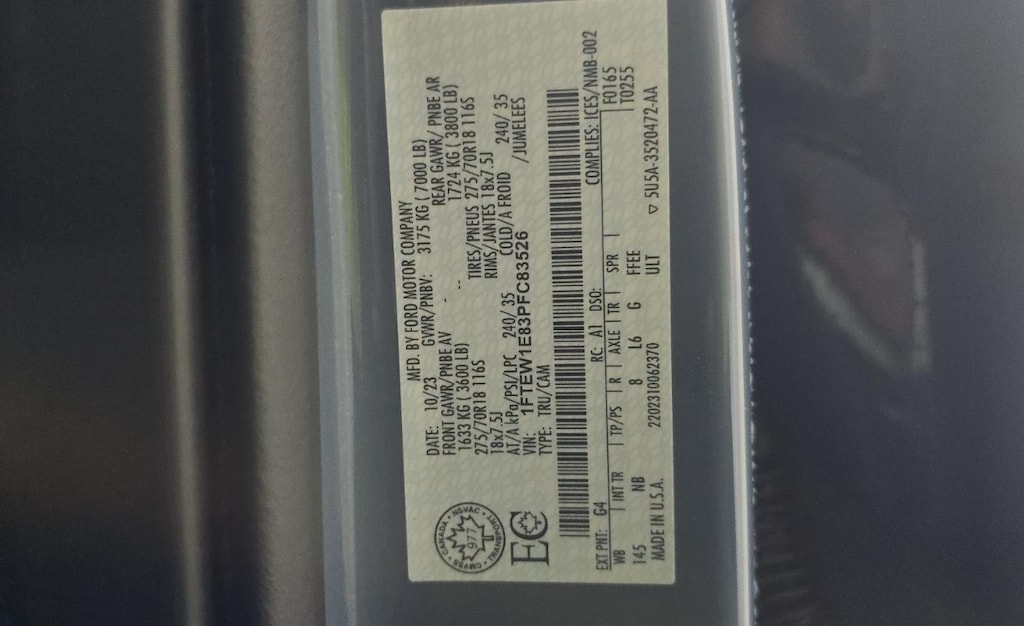 MFD. BY FORD MOTOR COMPANY
DATE: 10/23 GVWR/PNBV: 3175 KG ( 7000 LB)
FRONT GAWR/PNBE AV REAR GAWR/ PNBE AR
1633 KG ( 3600 LB) 1724 KG ( 3800 LB)
275/70R18 116S TIRES/PNEUS 275/70R18 116S
18x7.5J RIMS/JANTES 18x7.5J
AT/A kPa/PSI/LPC 240/ 35 COLD/A FROID 240/ 35
VIN: 1FTEW1E83PFC83526 /JUMELEES
TYPE: TRU/CAM
CANADA • NSVAC • TRANSPORT • CMVSS •
977
EC
COMPLIES: ICES/NMB-002
EXT PNT: G4 RC: A1 DSO: F0165
WB INT TR TP/PS R AXLE TR SPR T0255
145 NB 8 L6 G FFEE
MADE IN U.S.A. 2202310062370 ULT ▽ 5U5A-3520472-AA